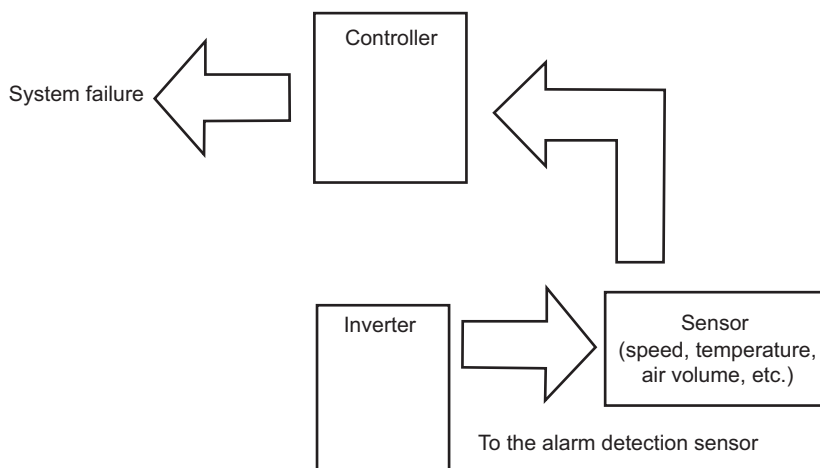 Controller
System failure
Inverter
Sensor
(speed, temperature,
air volume, etc.)
To the alarm detection sensor